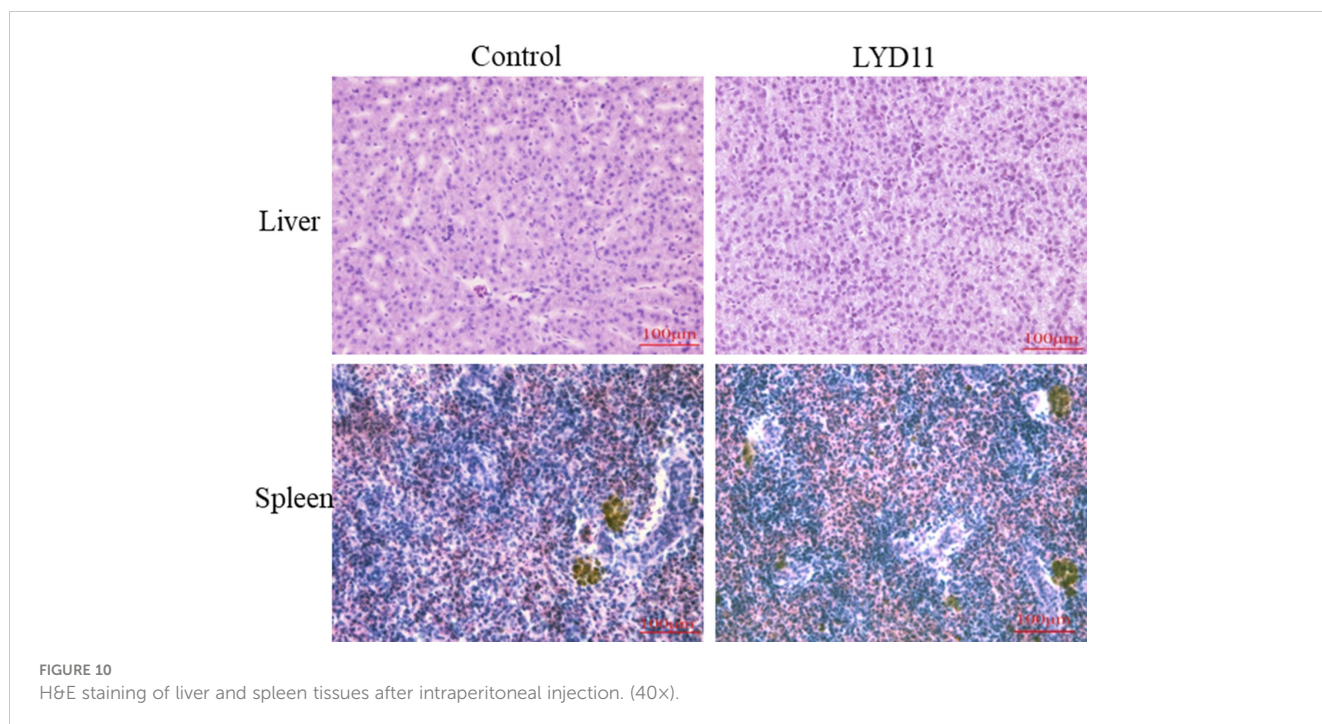 Control
LYD11
Liver
100µm
100µm
Spleen
100µm
100µm
FIGURE 10
H&E staining of liver and spleen tissues after intraperitoneal injection. (40×).